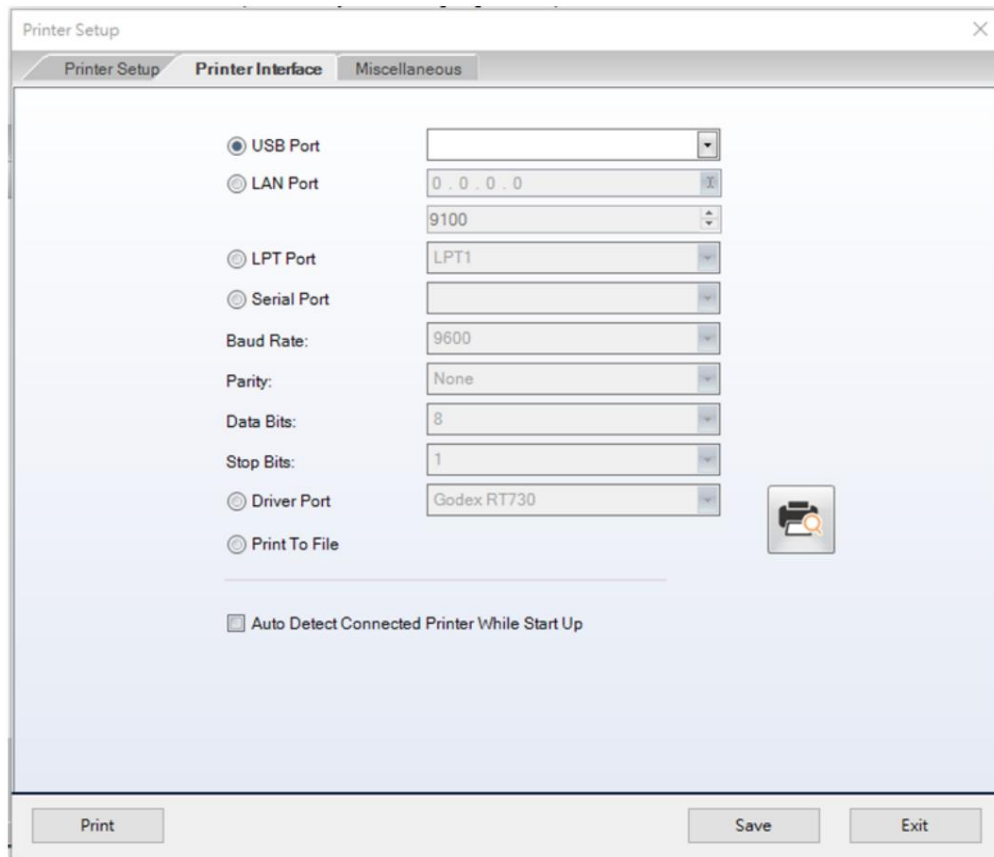 Printer Setup
Printer Setup Printer Interface Miscellaneous
USB Port
LAN Port 0 . 0 . 0 . 0
9100
LPT Port LPT1
Serial Port
Baud Rate: 9600
Parity: None
Data Bits: 8
Stop Bits: 1
Driver Port Godex RT730
Print To File
Auto Detect Connected Printer While Start Up
Print Save Exit